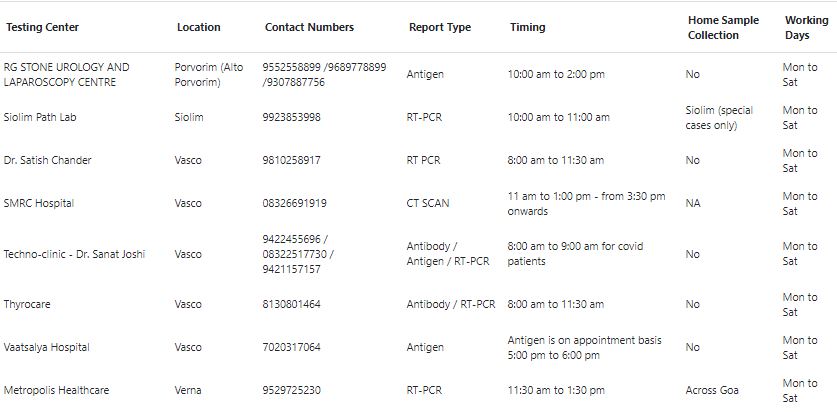 Testing Center Location Contact Numbers Report Type Timing Home Sample Collection Working Days
RG STONE UROLOGY AND LAPAROSCOPY CENTRE Porvorim (Alto Porvorim) 9552558899 /9689778899 /9307887756 Antigen 10:00 am to 2:00 pm No Mon to Sat
Siolim Path Lab Siolim 9923853998 RT-PCR 10:00 am to 11:00 am Siolim (special cases only) Mon to Sat
Dr. Satish Chander Vasco 9810258917 RT PCR 8:00 am to 11:30 am No Mon to Sat
SMRC Hospital Vasco 08326691919 CT SCAN 11 am to 1:00 pm - from 3:30 pm onwards NA Mon to Sat
Techno-clinic - Dr. Sanat Joshi Vasco 9422455696 / 08322517730 / 9421157157 Antibody / Antigen / RT-PCR 8:00 am to 9:00 am for covid patients No Mon to Sat
Thyrocare Vasco 8130801464 Antibody / RT-PCR 8:00 am to 11:30 am No Mon to Sat
Vaatsalya Hospital Vasco 7020317064 Antigen Antigen is on appointment basis 5:00 pm to 6:00 pm No Mon to Sat
Metropolis Healthcare Verna 9529725230 RT-PCR 11:30 am to 1:30 pm Across Goa Mon to Sat